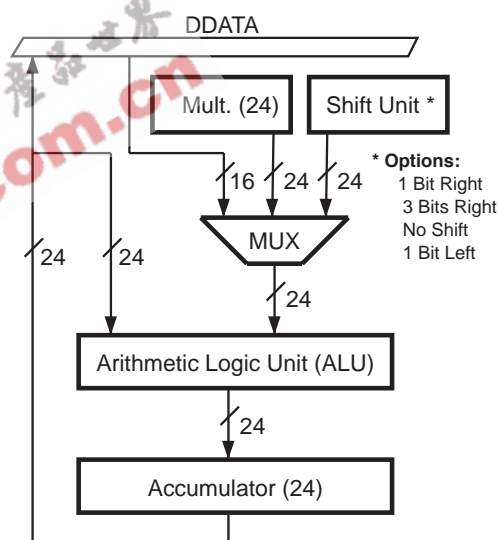 DDATA
Mult. (24)
Shift Unit *
* Options:
1 Bit Right
3 Bits Right
No Shift
1 Bit Left
16
24
24
MUX
24
24
24
Arithmetic Logic Unit (ALU)
24
Accumulator (24)
om.cn